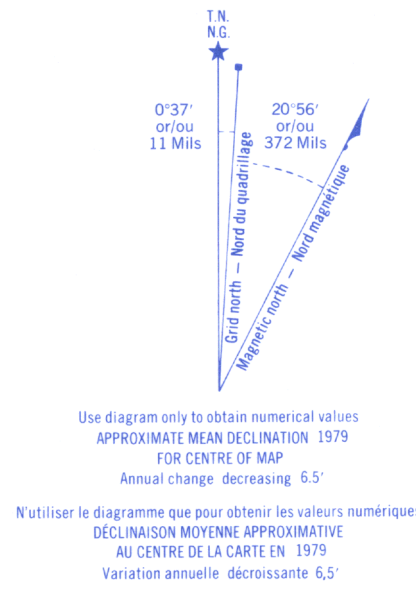 T.N.
N.G.
0°37′
or/ou
11 Mils
20°56′
or/ou
372 Mils
Grid north — Nord du quadrillage
Magnetic north — Nord magnétique
Use diagram only to obtain numerical values
APPROXIMATE MEAN DECLINATION 1979
FOR CENTRE OF MAP
Annual change decreasing 6.5′
N'utiliser le diagramme que pour obtenir les valeurs numériques
DÉCLINAISON MOYENNE APPROXIMATIVE
AU CENTRE DE LA CARTE EN 1979
Variation annuelle décroissante 6,5′